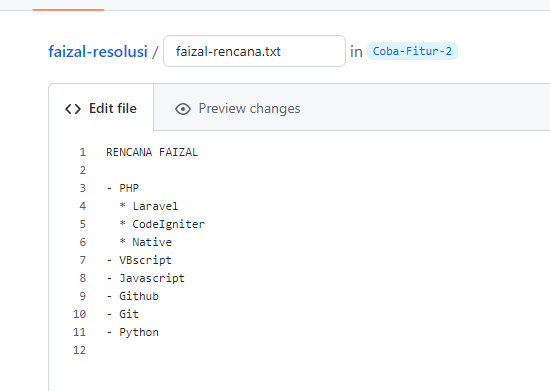 faizal-resolusi / faizal-rencana.txt in Coba-Fitur-2
Edit file Preview changes
1 RENCANA FAIZAL
2
3 - PHP
4 * Laravel
5 * CodeIgniter
6 * Native
7 - VBscript
8 - Javascript
9 - Github
10 - Git
11 - Python
12